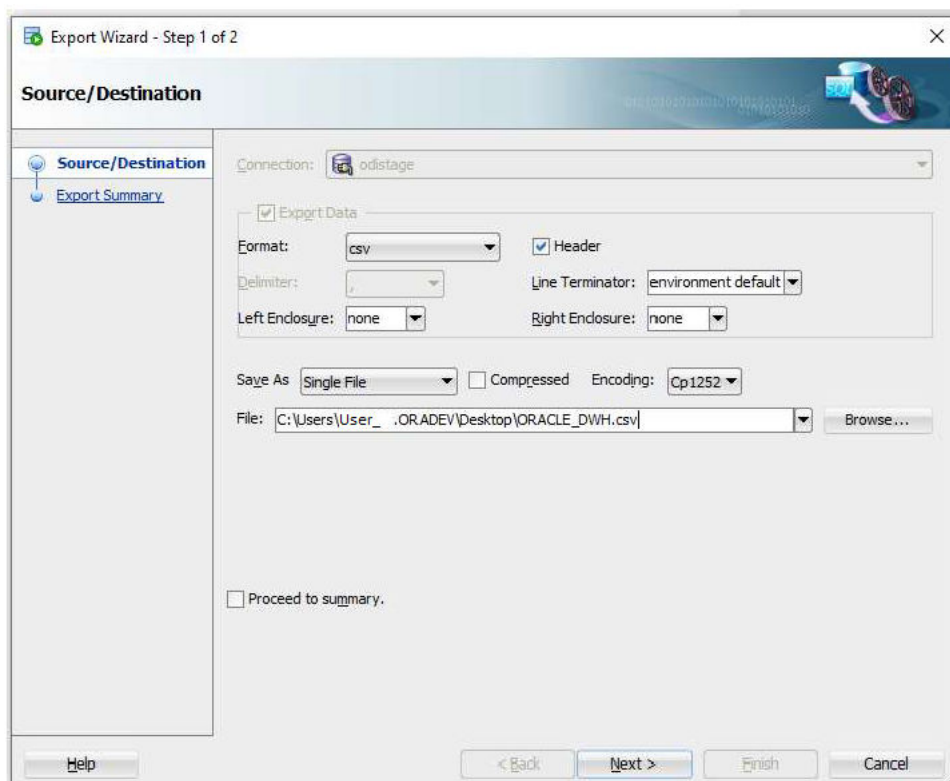 Export Wizard - Step 1 of 2
Source/Destination
Source/Destination
Export Summary
Connection: odistage
Export Data
Format: csv Header
Delimiter: , Line Terminator: environment default
Left Enclosure: none Right Enclosure: none
Save As Single File Compressed Encoding: Cp1252
File: C:\Users\User_ .ORADEV\Desktop\ORACLE_DWH.csv Browse...
Proceed to summary.
Help < Back Next > Finish Cancel